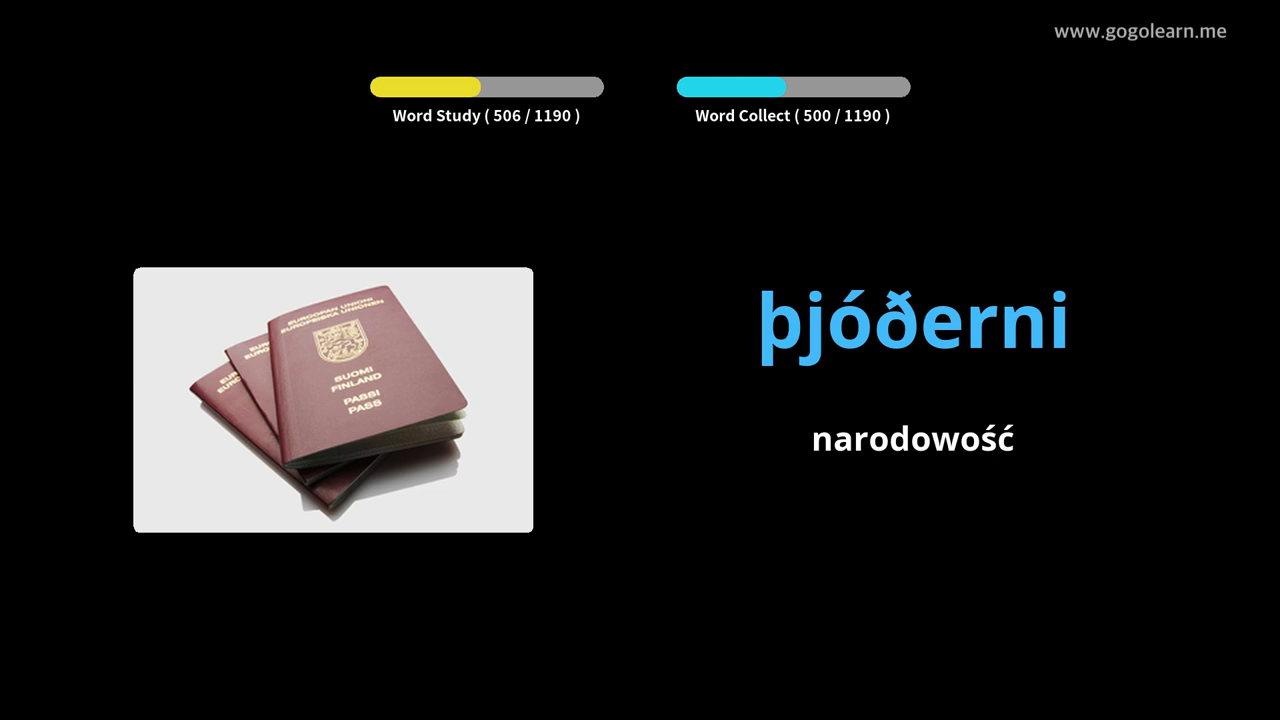 www.gogolearn.me
Word Study ( 506 / 1190 )
Word Collect ( 500 / 1190 )
EUROOPAN UNIONI
EUROPEISKA UNIONEN
SUOMI
FINLAND
PASSI
PASS
þjóðerni
narodowość